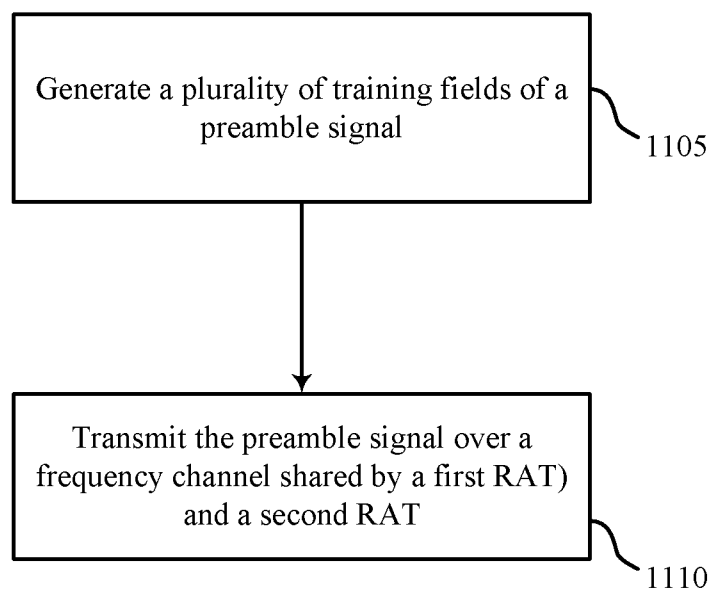 Generate a plurality of training fields of a
preamble signal
1105
Transmit the preamble signal over a
frequency channel shared by a first RAT)
and a second RAT
1110